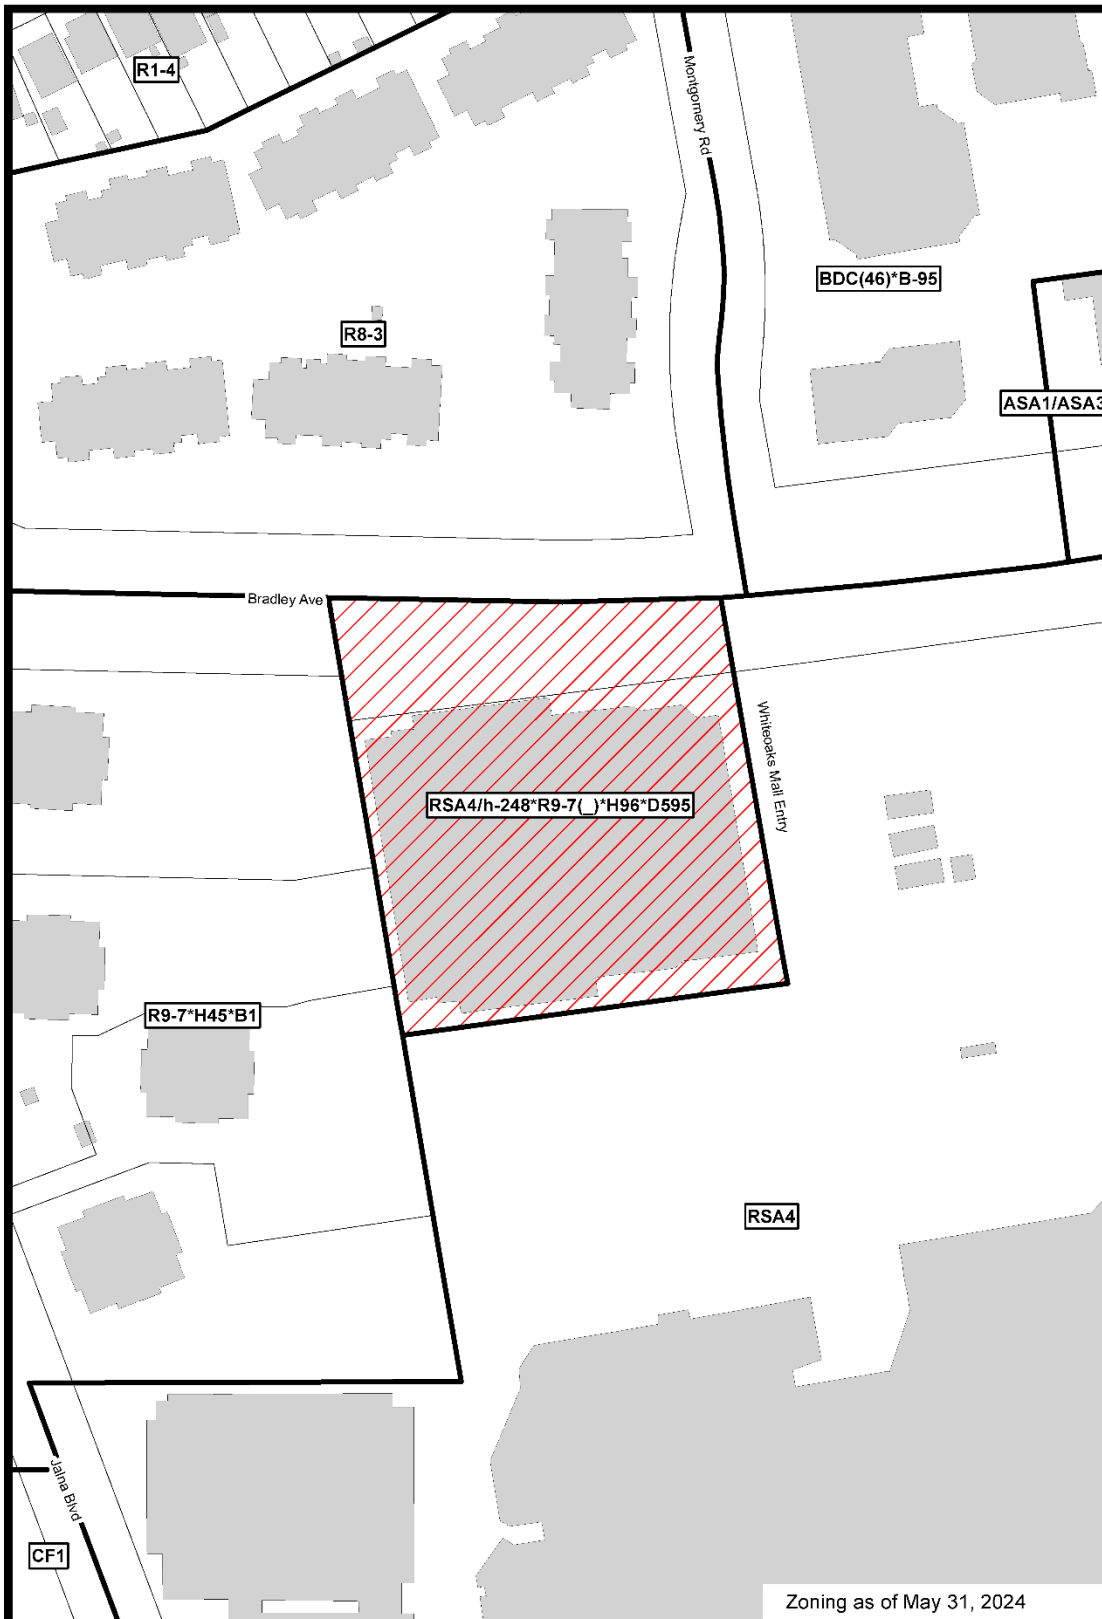 R1-4
Montgomery Rd
BDC(46)*B-95
R8-3
ASA1/ASA3
Bradley Ave
Whiteoaks Mall Entry
RSA4/h-248*R9-7(_)*H96*D595
R9-7*H45*B1
RSA4
Jalna Blvd
CF1
Zoning as of May 31, 2024